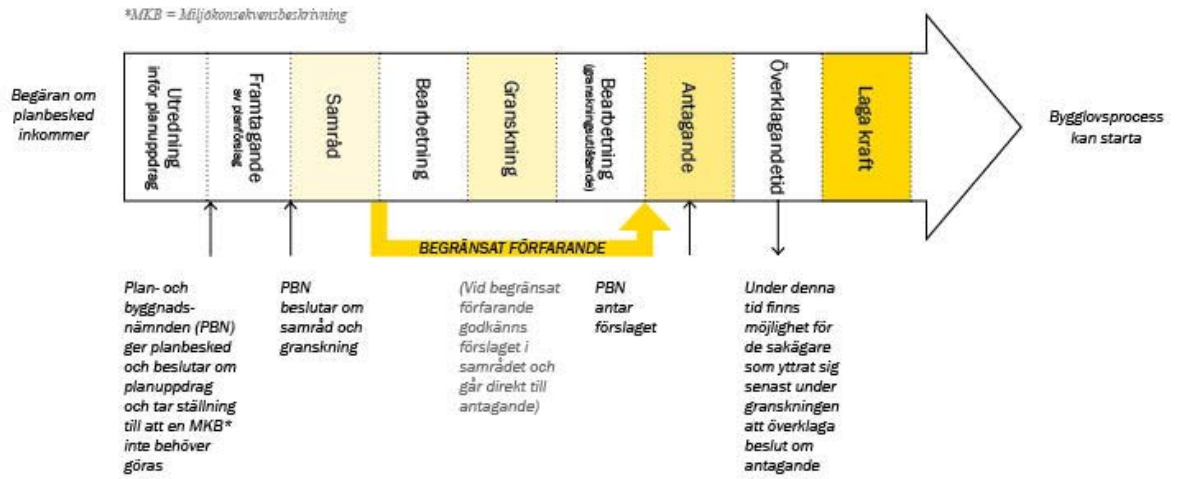 *MKB = Miljökonsekvensbeskrivning
Begäran om
planbesked
inkommer
Utredning
inför planuppdrag
Framtagande
av planförslag
Samråd
Bearbetning
Granskning
Bearbetning
(granskningsutlåtande)
Antagande
Överklagandetid
Laga kraft
Bygglovsprocess
kan starta
BEGRÄNSAT FÖRFARANDE
Plan- och
byggnads-
nämnden (PBN)
ger planbesked
och beslutar om
planuppdrag
och tar ställning
till att en MKB*
inte behöver
göras
PBN
beslutar om
samråd och
granskning
(Vid begränsat
förfarande
godkänns
förslaget i
samrådet och
går direkt till
antagande)
PBN
antar
förslaget
Under denna
tid finns
möjlighet för
de sakägare
som yttrat sig
senast under
granskningen
att överklaga
beslut om
antagande